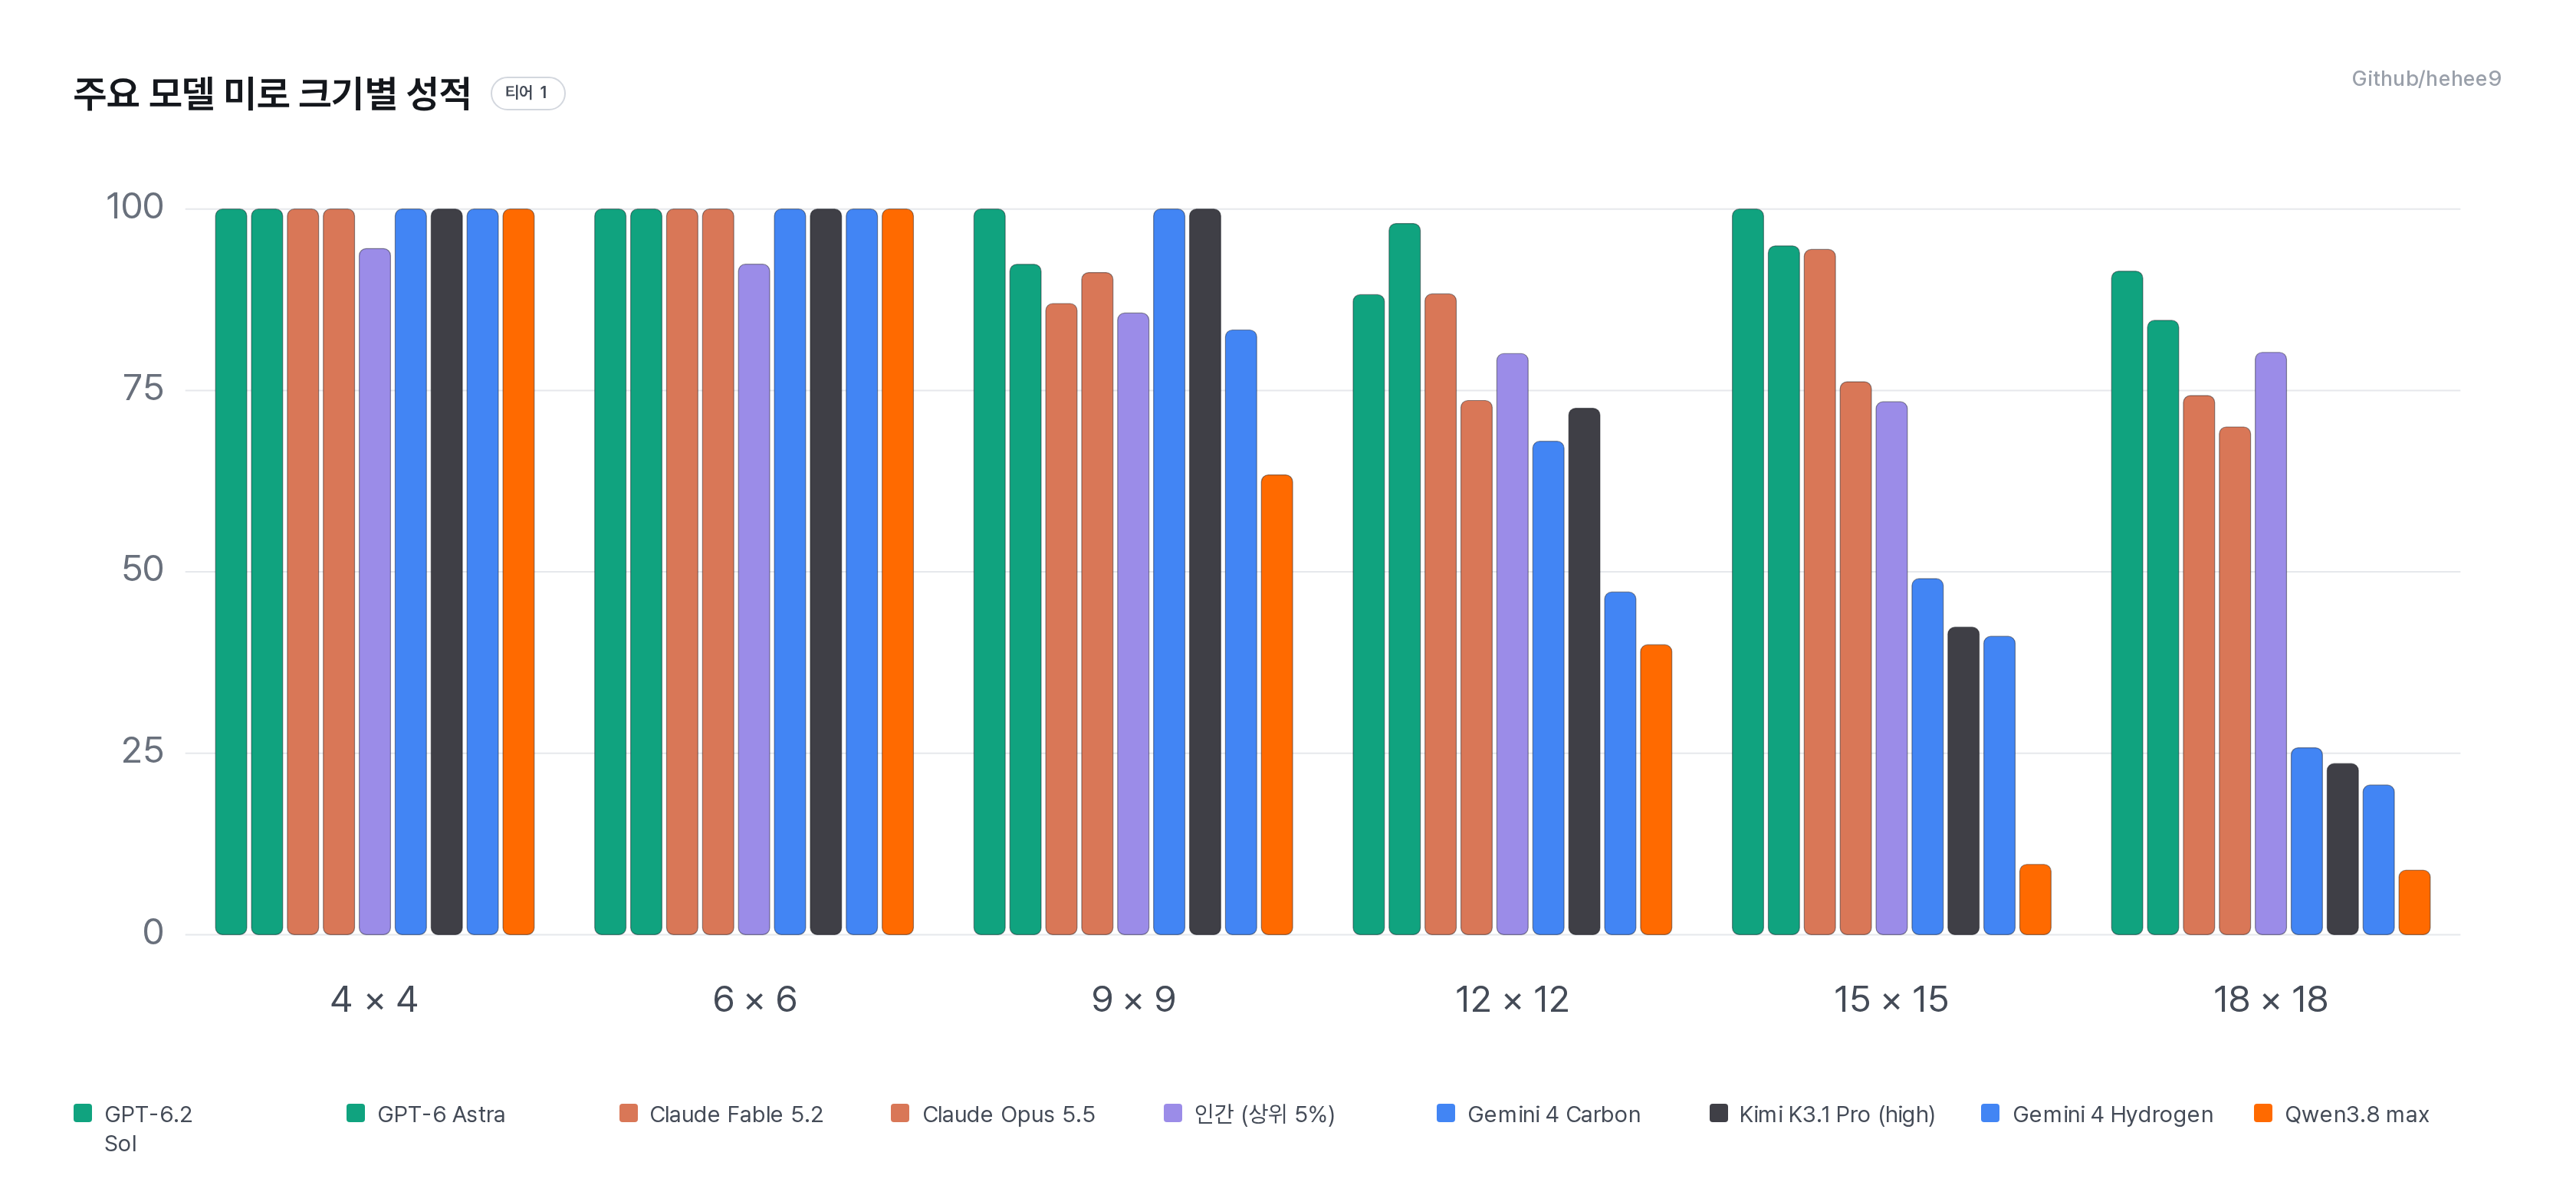 주요 모델 미로 크기별 성적
티어 1
Github/hehee9
100
75
50
25
0
4 × 4
6 × 6
9 × 9
12 × 12
15 × 15
18 × 18
GPT-6.2
Sol
GPT-6 Astra
Claude Fable 5.2
Claude Opus 5.5
인간 (상위 5%)
Gemini 4 Carbon
Kimi K3.1 Pro (high)
Gemini 4 Hydrogen
Qwen3.8 max